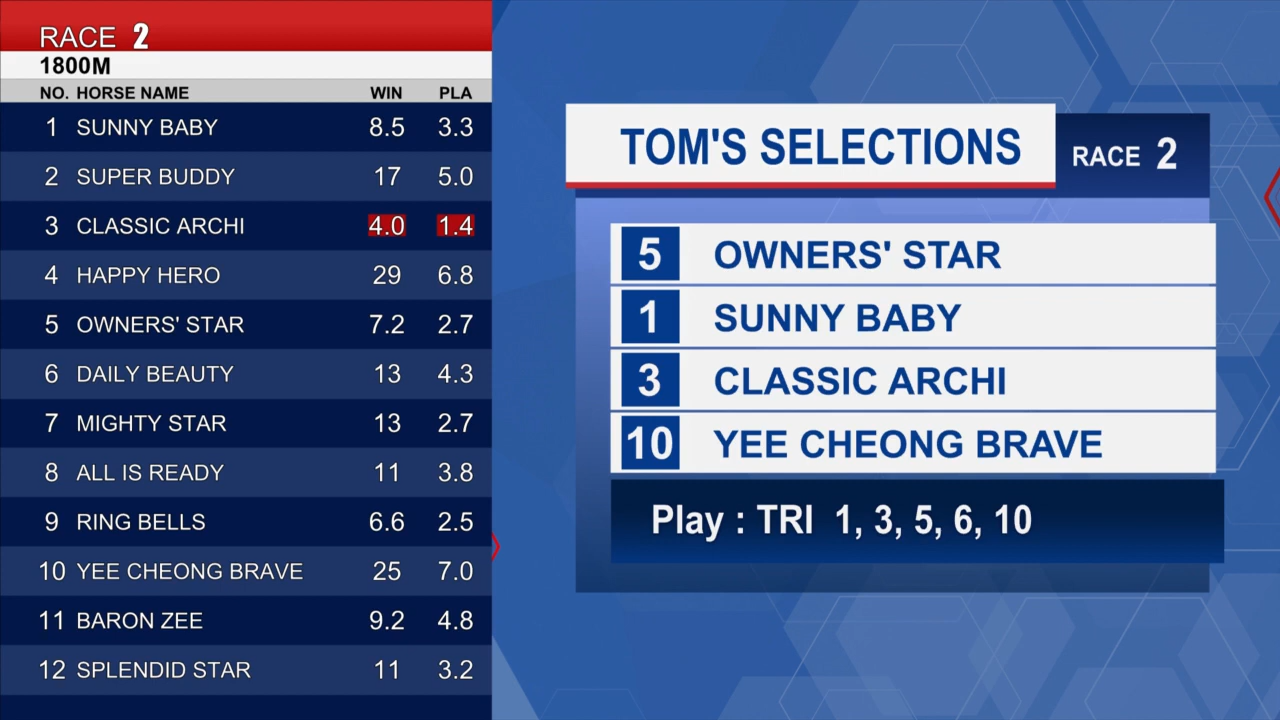 RACE 2
1800M
NO. HORSE NAME WIN PLA
1 SUNNY BABY 8.5 3.3
2 SUPER BUDDY 17 5.0
3 CLASSIC ARCHI 4.0 1.4
4 HAPPY HERO 29 6.8
5 OWNERS' STAR 7.2 2.7
6 DAILY BEAUTY 13 4.3
7 MIGHTY STAR 13 2.7
8 ALL IS READY 11 3.8
9 RING BELLS 6.6 2.5
10 YEE CHEONG BRAVE 25 7.0
11 BARON ZEE 9.2 4.8
12 SPLENDID STAR 11 3.2
TOM'S SELECTIONS RACE 2
5 OWNERS' STAR
1 SUNNY BABY
3 CLASSIC ARCHI
10 YEE CHEONG BRAVE
Play : TRI 1, 3, 5, 6, 10